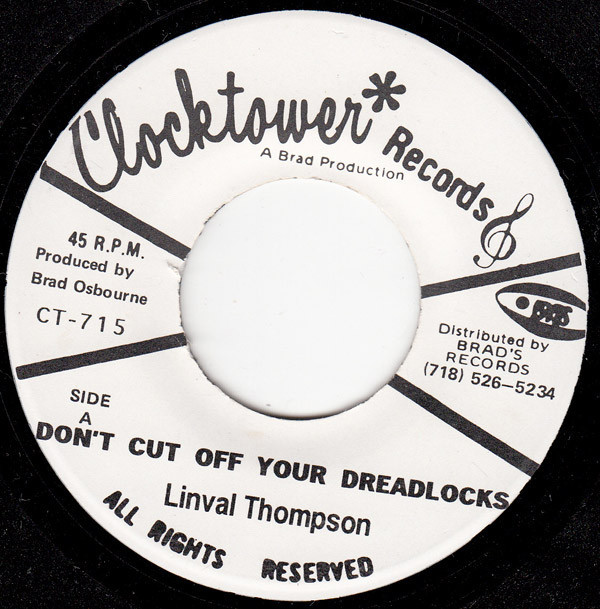 Clocktower* Records
A Brad Production
45 R.P.M.
Produced by
Brad Osbourne
CT-715
BRADS
Distributed by
BRAD'S
RECORDS
(718) 526-5234
SIDE
A
DON'T CUT OFF YOUR DREADLOCKS
Linval Thompson
ALL RIGHTS RESERVED